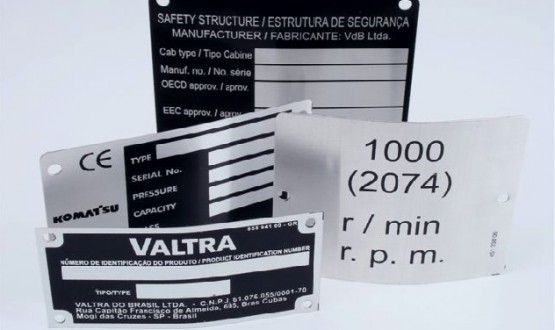 SAFETY STRUCTURE / ESTRUTURA DE SEGURANÇA
MANUFACTURER / FABRICANTE: VdB Ltda.
Cab type / Tipo Cabine
Manuf. no. / No. série
OECD approv. / aprov.
EEC approv. / aprov.
CE
TYPE
SERIAL No.
PRESSURE
CAPACITY
KOMATSU
1000
(2074)
r / min
r. p. m.
VALTRA
NÚMERO DE IDENTIFICAÇÃO DO PRODUTO / PRODUCT IDENTIFICATION NUMBER
TIPO/TYPE
VALTRA DO BRASIL LTDA. - C.N.P.J. 61.076.055/0001-70
Rua Capitão Francisco de Almeida, 695, Bras Cubas
Mogi das Cruzes - SP - Brasil